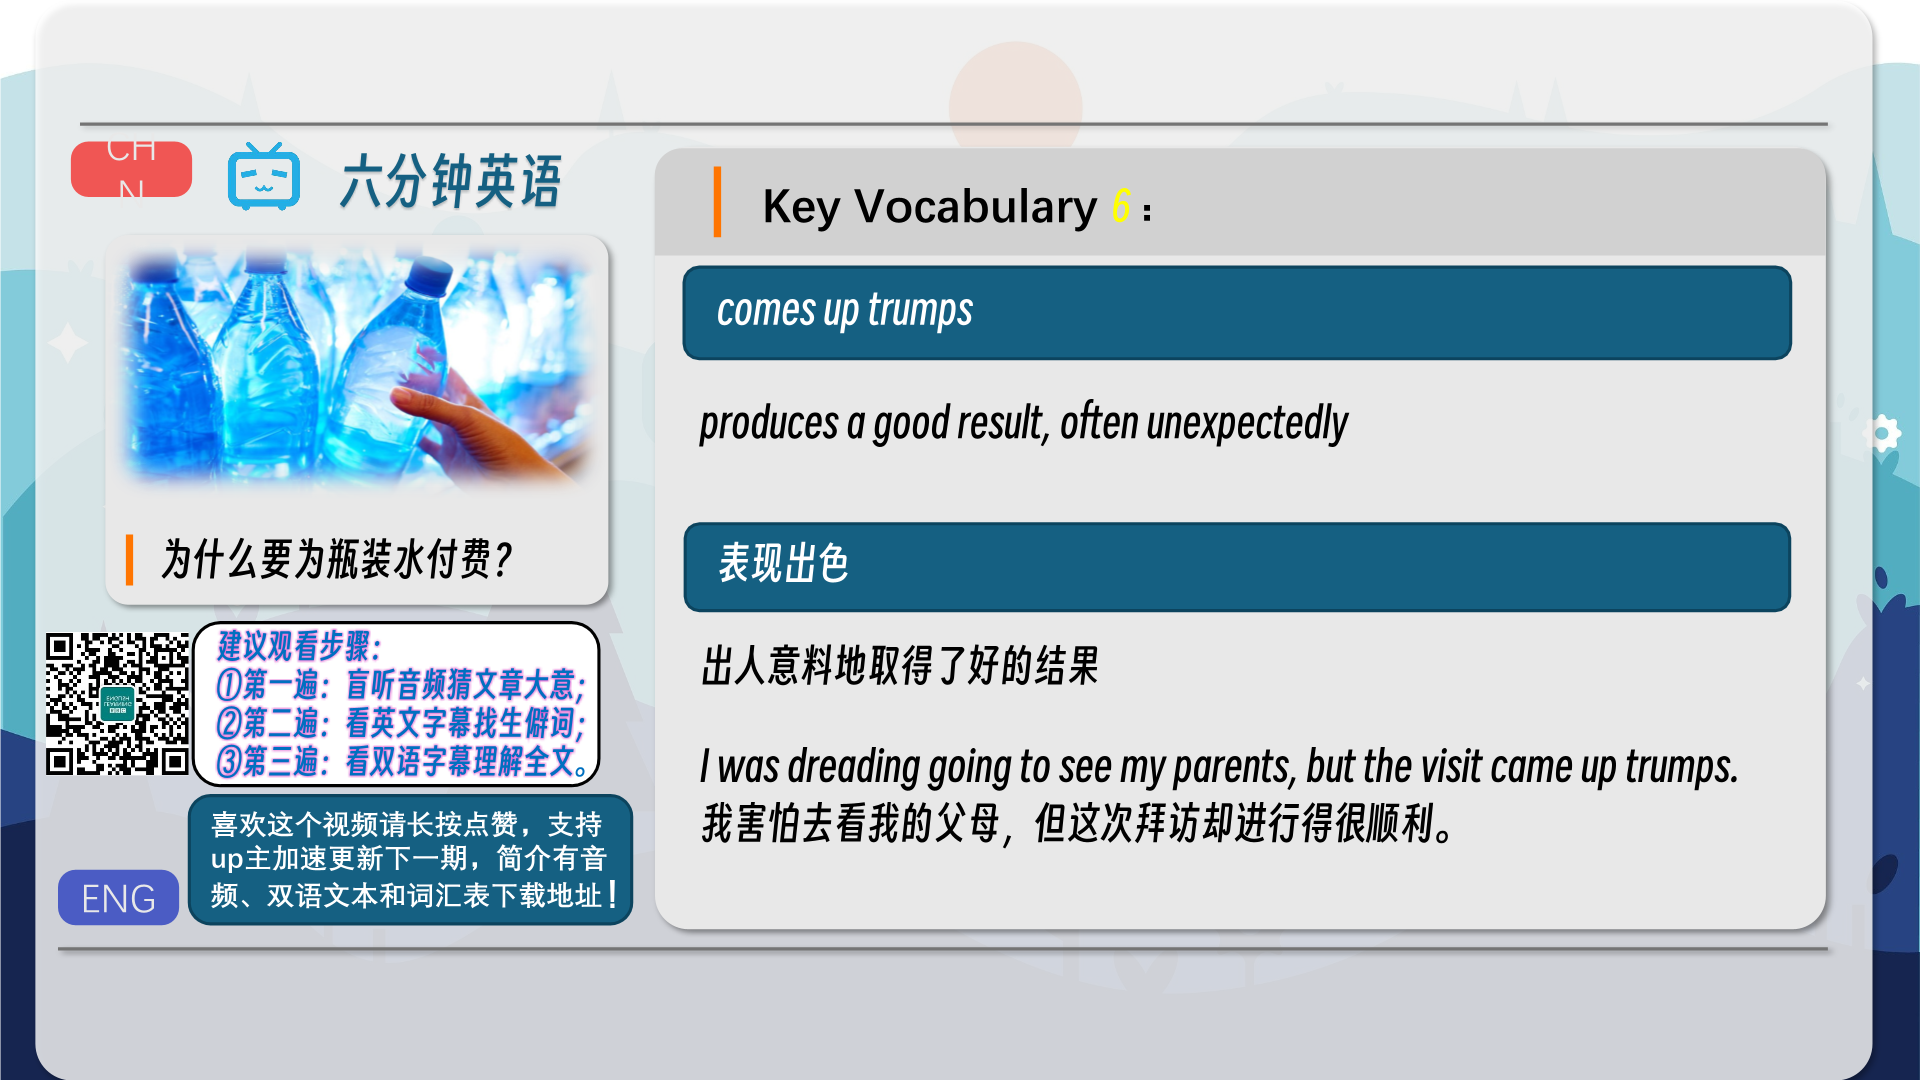 CH
N
六分钟英语
为什么要为瓶装水付费?
建议观看步骤:
①第一遍: 盲听音频猜文章大意;
②第二遍: 看英文字幕找生僻词;
③第三遍: 看双语字幕理解全文。
喜欢这个视频请长按点赞，支持
up主加速更新下一期，简介有音
频、双语文本和词汇表下载地址!
ENG
Key Vocabulary 6：
comes up trumps
produces a good result, often unexpectedly
表现出色
出人意料地取得了好的结果
I was dreading going to see my parents, but the visit came up trumps.
我害怕去看我的父母，但这次拜访却进行得很顺利。